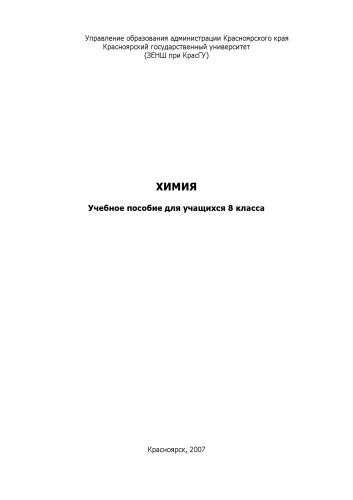 Управление образования администрации Красноярского края
Красноярский государственный университет
(ЗЕНШ при КрасГУ)
ХИМИЯ
Учебное пособие для учащихся 8 класса
Красноярск, 2007